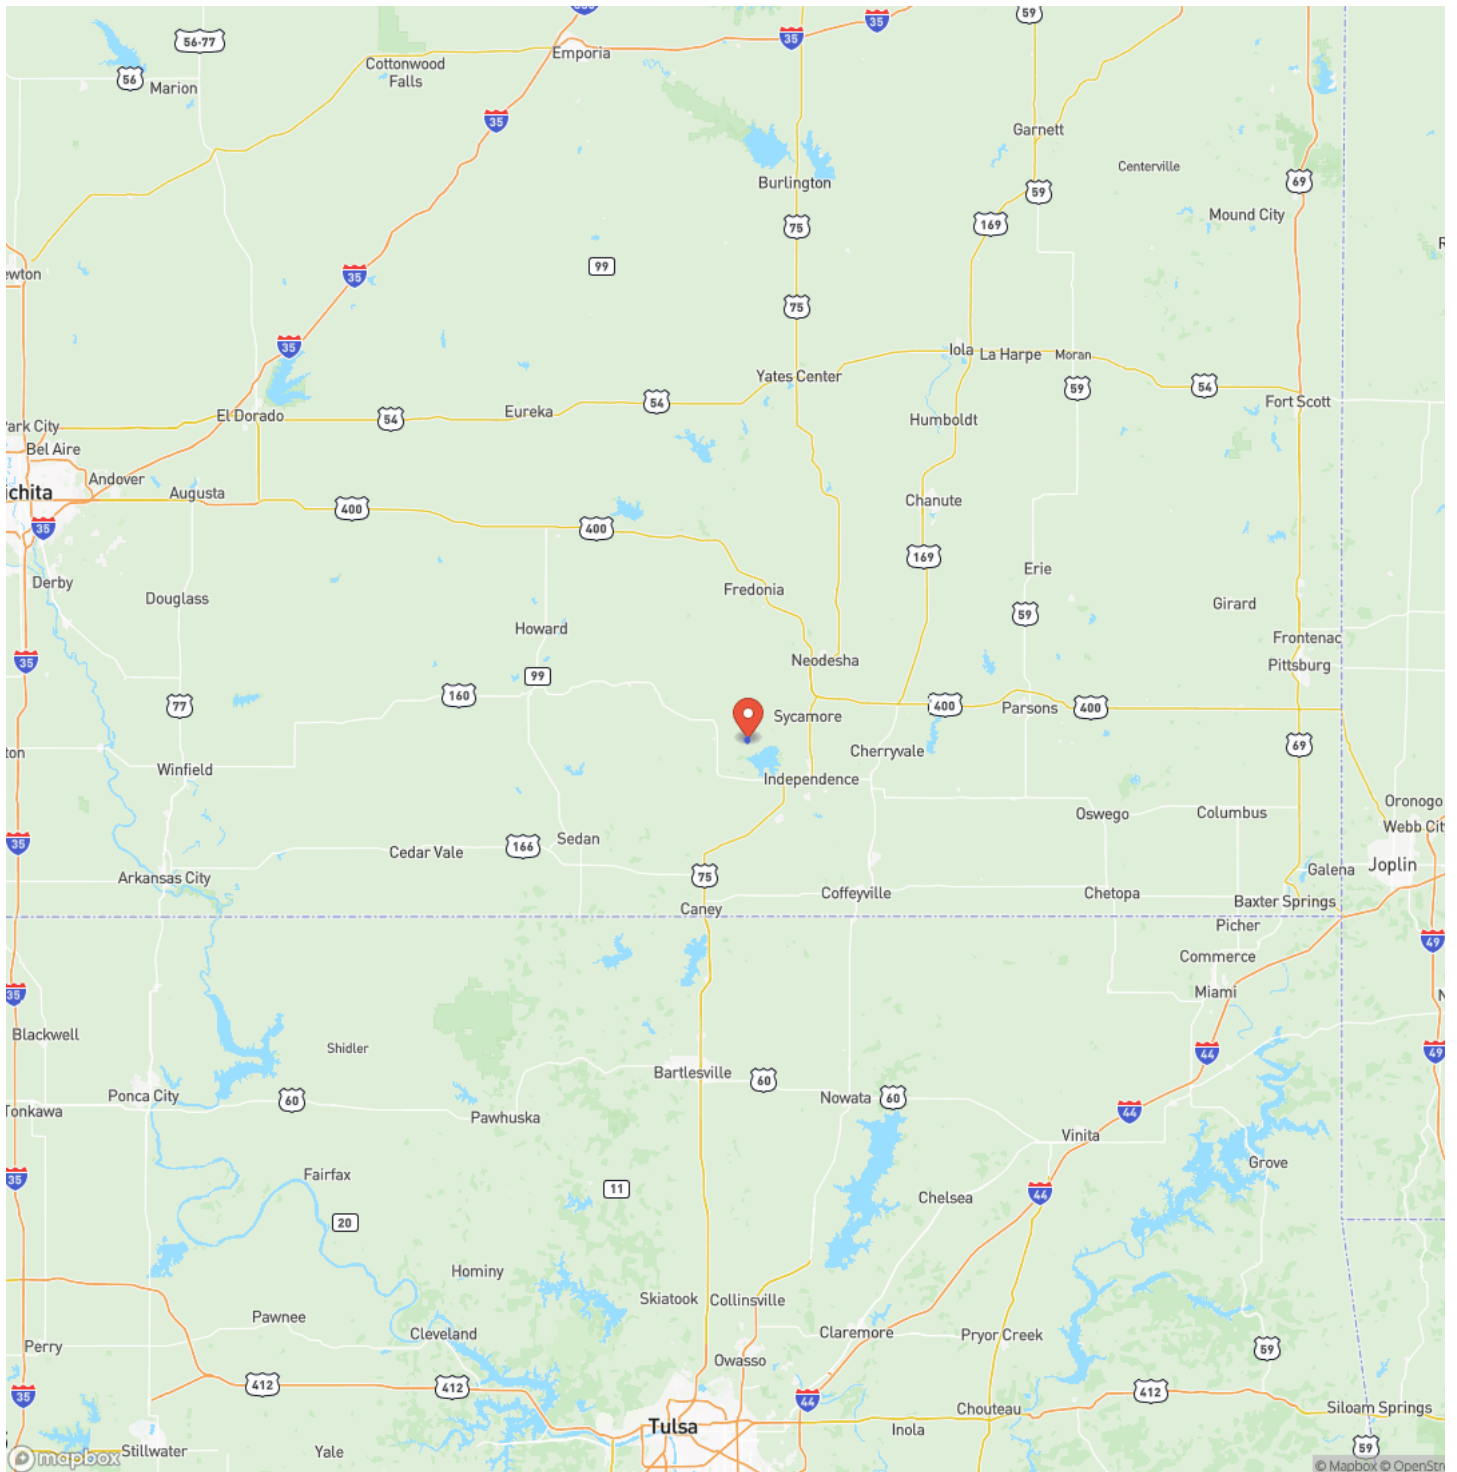 35
59
35
56-77
35
Emporia
Cottonwood
Falls
56
Marion
35
Garnett
Centerville
Burlington
69
59
Mound City
75
169
99
ewton
35
75
35
Iola
La Harpe
Moran
Yates Center
59
54
54
Fort Scott
Eureka
El Dorado
54
Humboldt
Park City
Bel Aire
Andover
ichita
Augusta
Chanute
400
400
35
169
Erie
Derby
Fredonia
Douglass
Girard
59
Howard
Frontenac
35
Neodesha
Pittsburg
99
160
77
400
Parsons
400
Sycamore
69
ton
Cherryvale
Winfield
Independence
Oronogo
Oswego
Columbus
Webb Cit
35
Sedan
166
Cedar Vale
Joplin
Galena
75
Arkansas City
Coffeyville
Chetopa
Baxter Springs
Caney
Picher
49
Commerce
Miami
35
N
Blackwell
Shidler
44
49
Bartlesville
60
Ponca City
60
Nowata
60
Tonkawa
44
Pawhuska
Vinita
Grove
Fairfax
35
11
44
Chelsea
20
Hominy
Skiatook
Collinsville
Pawnee
Claremore
Pryor Creek
Cleveland
Perry
59
Owasso
412
412
35
44
412
Chouteau
Siloam Springs
Tulsa
Inola
Stillwater
Yale
59
mapbox
© Mapbox © OpenStr